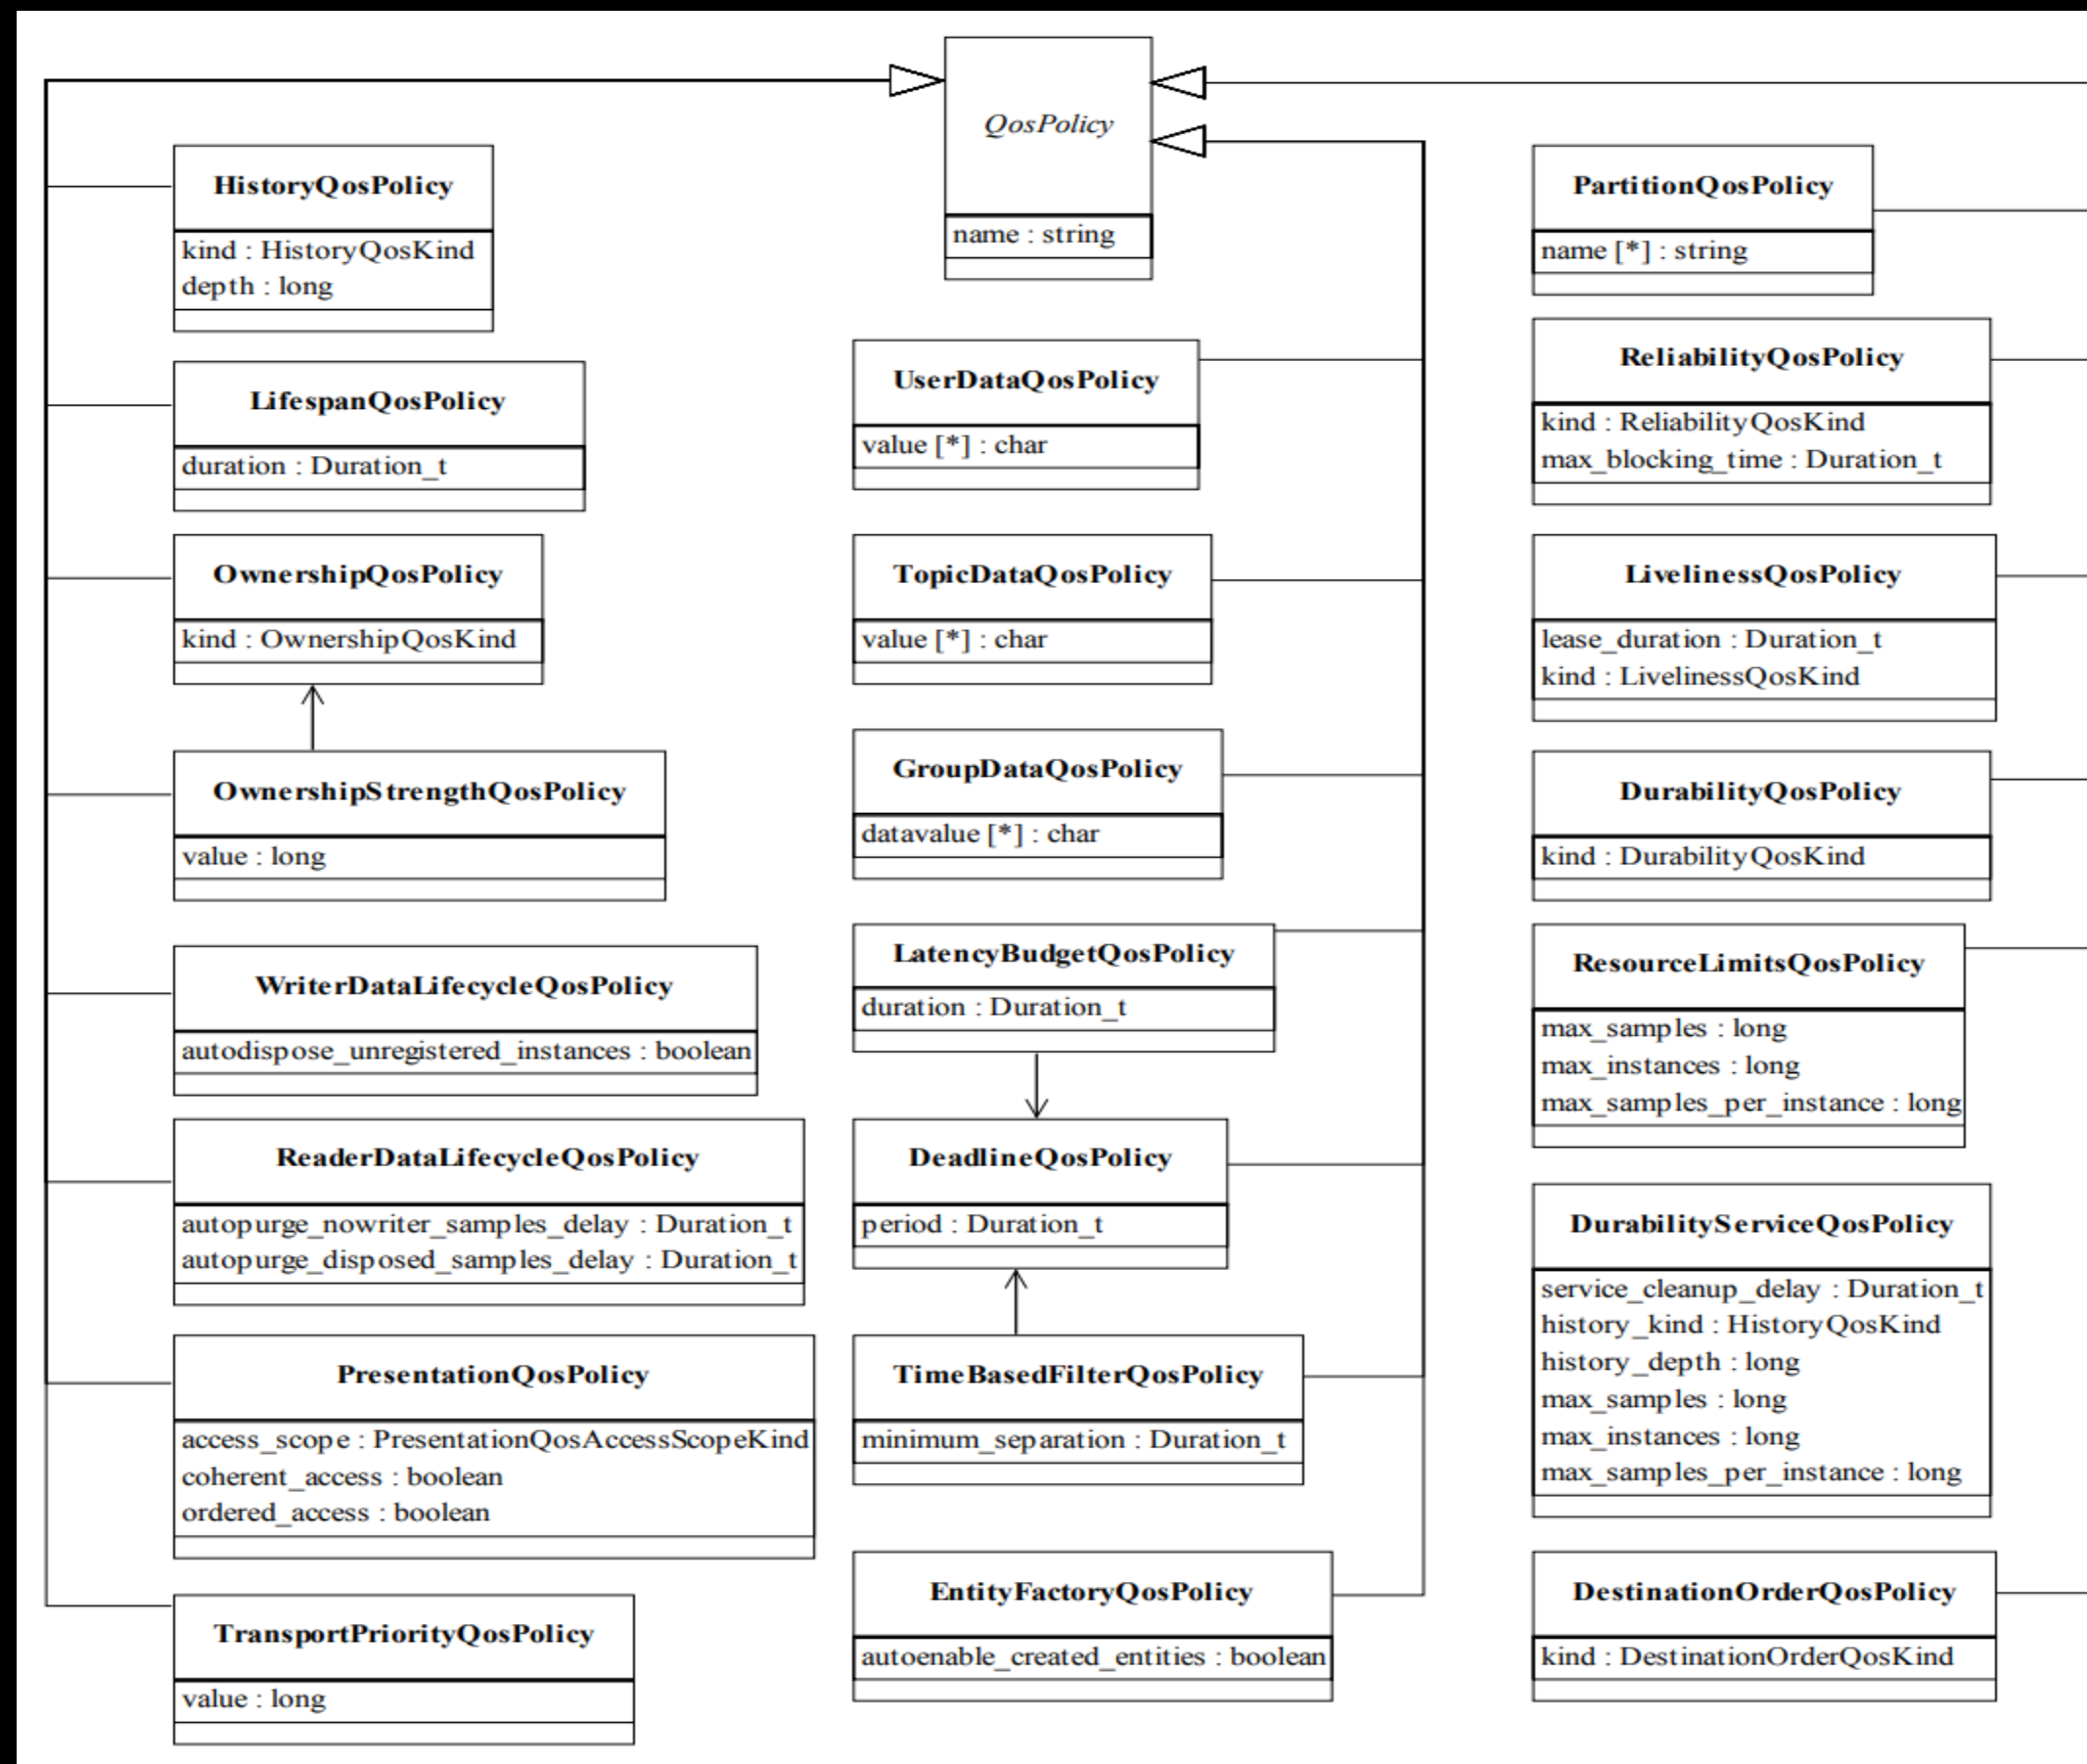 QosPolicy
name : string
HistoryQosPolicy
kind : HistoryQosKind
depth : long
LifespanQosPolicy
duration : Duration_t
OwnershipQosPolicy
kind : OwnershipQosKind
OwnershipStrengthQosPolicy
value : long
WriterDataLifecycleQosPolicy
autodispose_unregistered_instances : boolean
ReaderDataLifecycleQosPolicy
autopurge_nowriter_samples_delay : Duration_t
autopurge_disposed_samples_delay : Duration_t
PresentationQosPolicy
access_scope : PresentationQosAccessScopeKind
coherent_access : boolean
ordered_access : boolean
TransportPriorityQosPolicy
value : long
UserDataQosPolicy
value [*] : char
TopicDataQosPolicy
value [*] : char
GroupDataQosPolicy
datavalue [*] : char
LatencyBudgetQosPolicy
duration : Duration_t
DeadlineQosPolicy
period : Duration_t
TimeBasedFilterQosPolicy
minimum_separation : Duration_t
EntityFactoryQosPolicy
autoenable_created_entities : boolean
PartitionQosPolicy
name [*] : string
ReliabilityQosPolicy
kind : ReliabilityQosKind
max_blocking_time : Duration_t
LivelinessQosPolicy
lease_duration : Duration_t
kind : LivelinessQosKind
DurabilityQosPolicy
kind : DurabilityQosKind
ResourceLimitsQosPolicy
max_samples : long
max_instances : long
max_samples_per_instance : long
DurabilityServiceQosPolicy
service_cleanup_delay : Duration_t
history_kind : HistoryQosKind
history_depth : long
max_samples : long
max_instances : long
max_samples_per_instance : long
DestinationOrderQosPolicy
kind : DestinationOrderQosKind